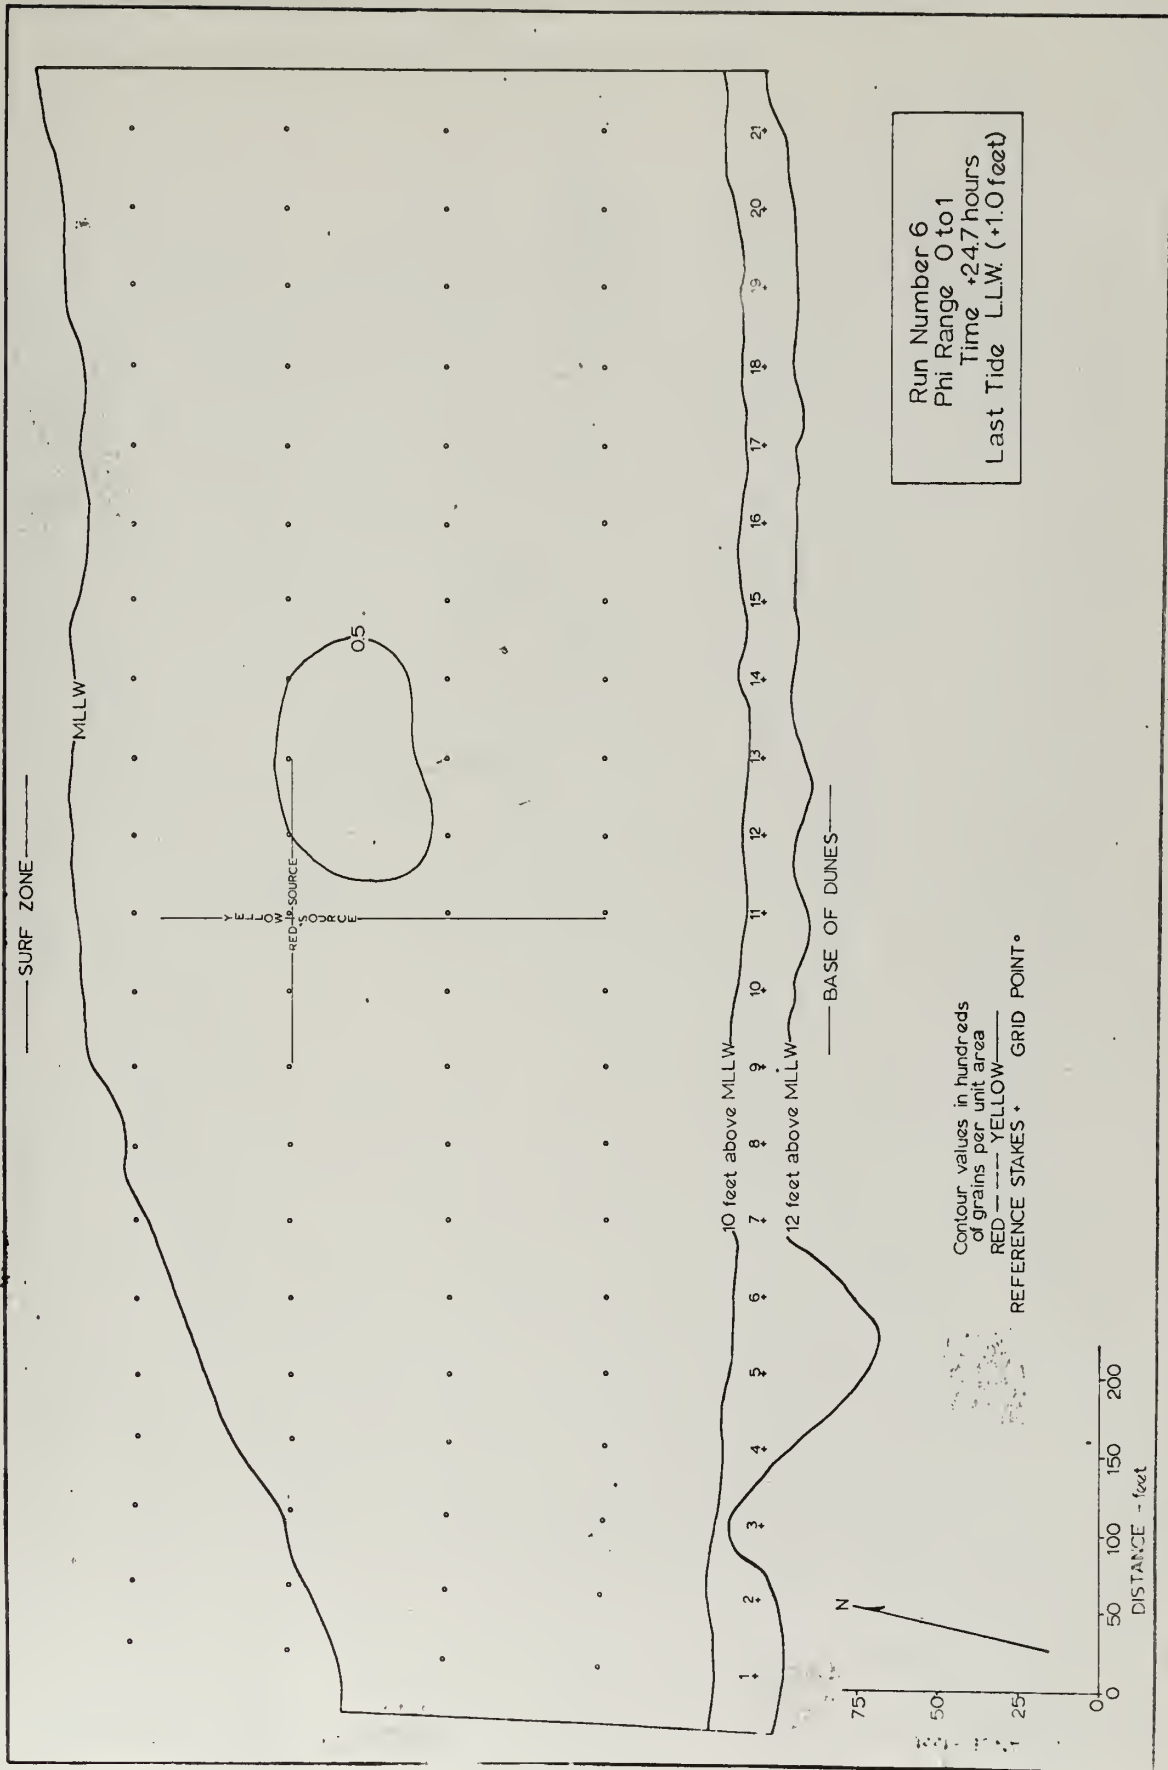 SURF ZONE
MLLW
0.5
YELLOW SOURCE
RED SOURCE
1 2 3 4 5 6 7 8 9 10 11 12 13 14 15 16 17 18 19 20 21
10 feet above MLLW
12 feet above MLLW
BASE OF DUNES
Run Number 6
Phi Range 0 to 1
Time +24.7 hours
Last Tide L.L.W. (+1.0 feet)
Contour values in hundreds
of grains per unit area
RED ---- YELLOW
REFERENCE STAKES + GRID POINT o
N
75
50
25
0
0 50 100 150 200
DISTANCE - feet